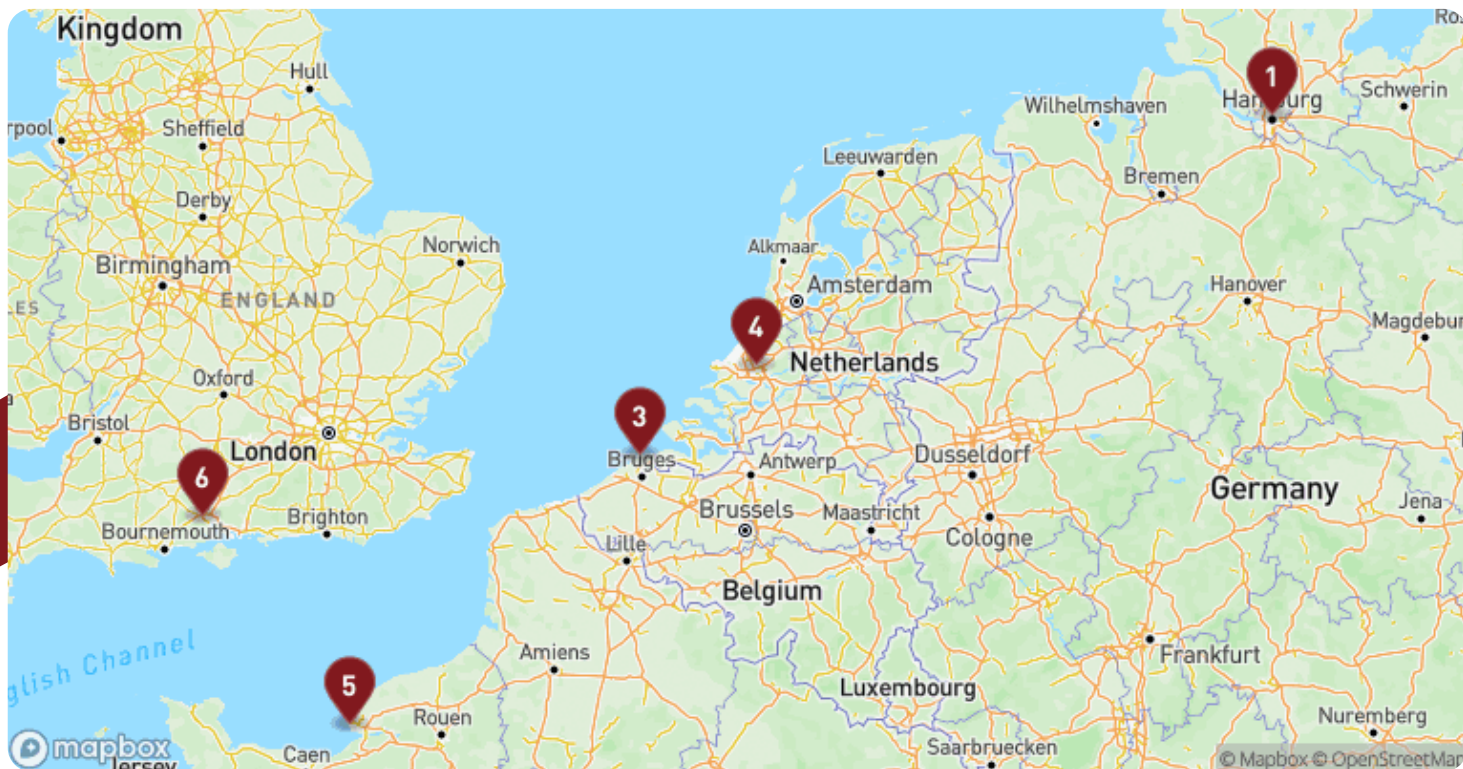 Kingdom
Hull
rpool
Sheffield
Derby
Norwich
Birmingham
ENGLAND
LES
Oxford
Bristol
London
6
Bournemouth
Brighton
glish Channel
5
Rouen
Caen
Jersey
Amiens
Lille
3
Bruges
4
Leeuwarden
Alkmaar
Amsterdam
Netherlands
Antwerp
Brussels
Maastricht
Belgium
Luxembourg
Saarbruecken
Wilhelmshaven
1
Hamburg
Schwerin
Ros
Bremen
Hanover
Magdebur
Dusseldorf
Cologne
Germany
Jena
Frankfurt
Nuremberg
mapbox
© Mapbox © OpenStreetMap